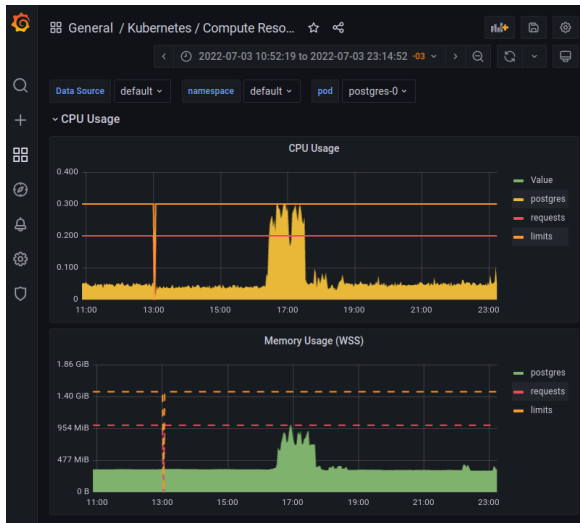 General / Kubernetes / Compute Reso...
2022-07-03 10:52:19 to 2022-07-03 23:14:52 -03
Data Source default namespace default pod postgres-0
CPU Usage
CPU Usage
0.400
0.300
0.200
0.100
0
11:00 13:00 15:00 17:00 19:00 21:00 23:00
Value
postgres
requests
limits
Memory Usage (WSS)
1.86 GiB
1.40 GiB
954 MiB
477 MiB
0 B
11:00 13:00 15:00 17:00 19:00 21:00 23:00
postgres
requests
limits